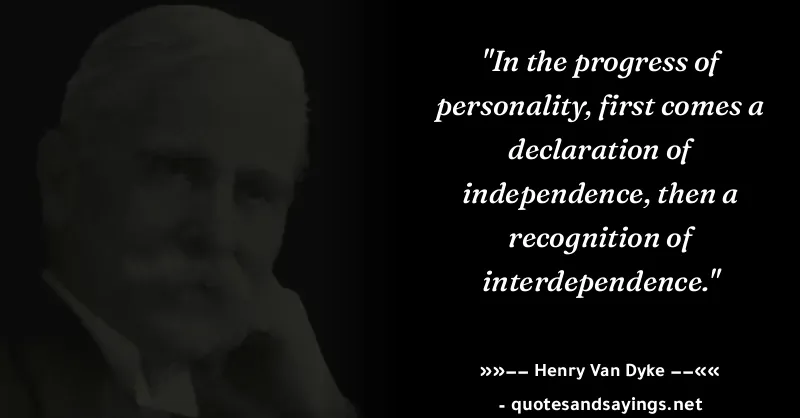 "In the progress of
personality, first comes a
declaration of
independence, then a
recognition of
interdependence."
»»–– Henry Van Dyke ––««
- quotesandsayings.net